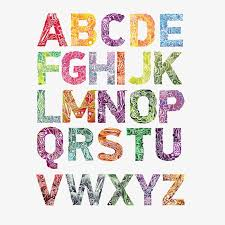 ABCDE
FGHIJK
LMNOP
QRSTU
VWXYZ